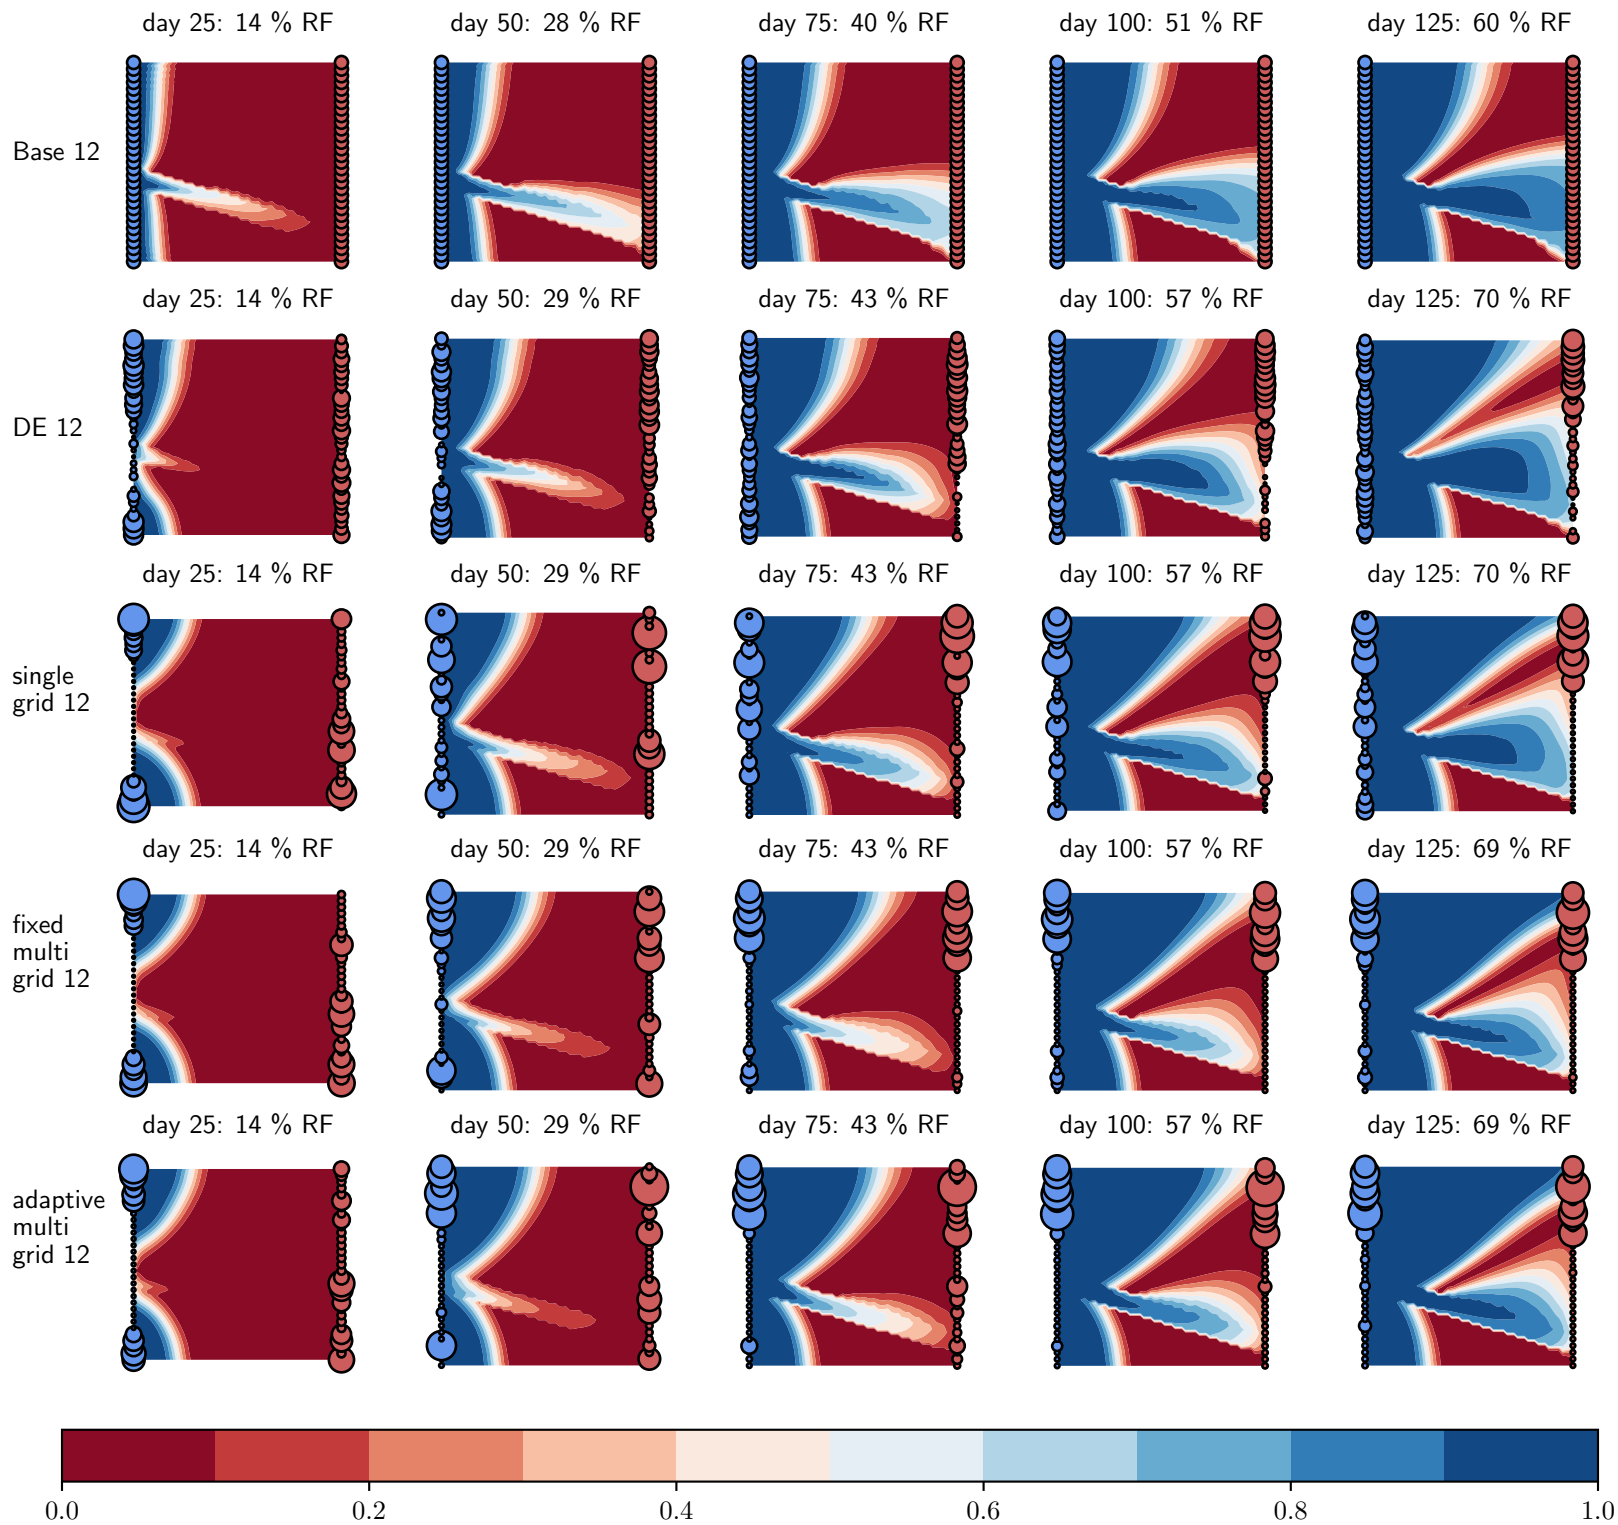 day 25: 14 % RF
day 50: 28 % RF
day 75: 40 % RF
day 100: 51 % RF
day 125: 60 % RF
Base 12
day 25: 14 % RF
day 50: 29 % RF
day 75: 43 % RF
day 100: 57 % RF
day 125: 70 % RF
DE 12
day 25: 14 % RF
day 50: 29 % RF
day 75: 43 % RF
day 100: 57 % RF
day 125: 70 % RF
single
grid 12
day 25: 14 % RF
day 50: 29 % RF
day 75: 43 % RF
day 100: 57 % RF
day 125: 69 % RF
fixed
multi
grid 12
day 25: 14 % RF
day 50: 29 % RF
day 75: 43 % RF
day 100: 57 % RF
day 125: 69 % RF
adaptive
multi
grid 12
0.0
0.2
0.4
0.6
0.8
1.0